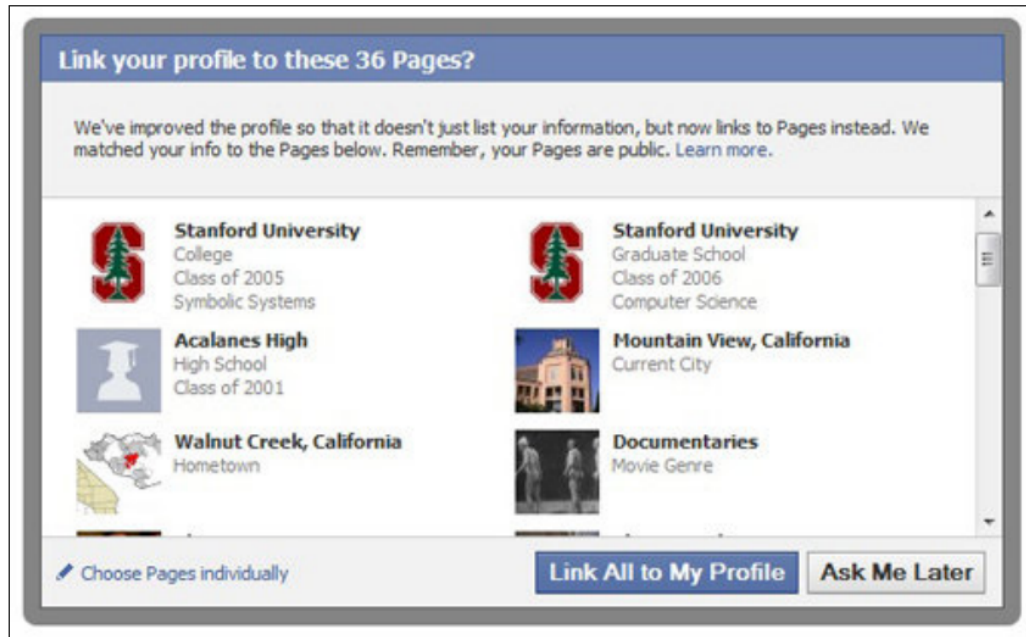 Link your profile to these 36 Pages?
We've improved the profile so that it doesn't just list your information, but now links to Pages instead. We
matched your info to the Pages below. Remember, your Pages are public. Learn more.
Stanford University
College
Class of 2005
Symbolic Systems
Stanford University
Graduate School
Class of 2006
Computer Science
Acalanes High
High School
Class of 2001
Mountain View, California
Current City
Walnut Creek, California
Hometown
Documentaries
Movie Genre
Choose Pages individually
Link All to My Profile
Ask Me Later